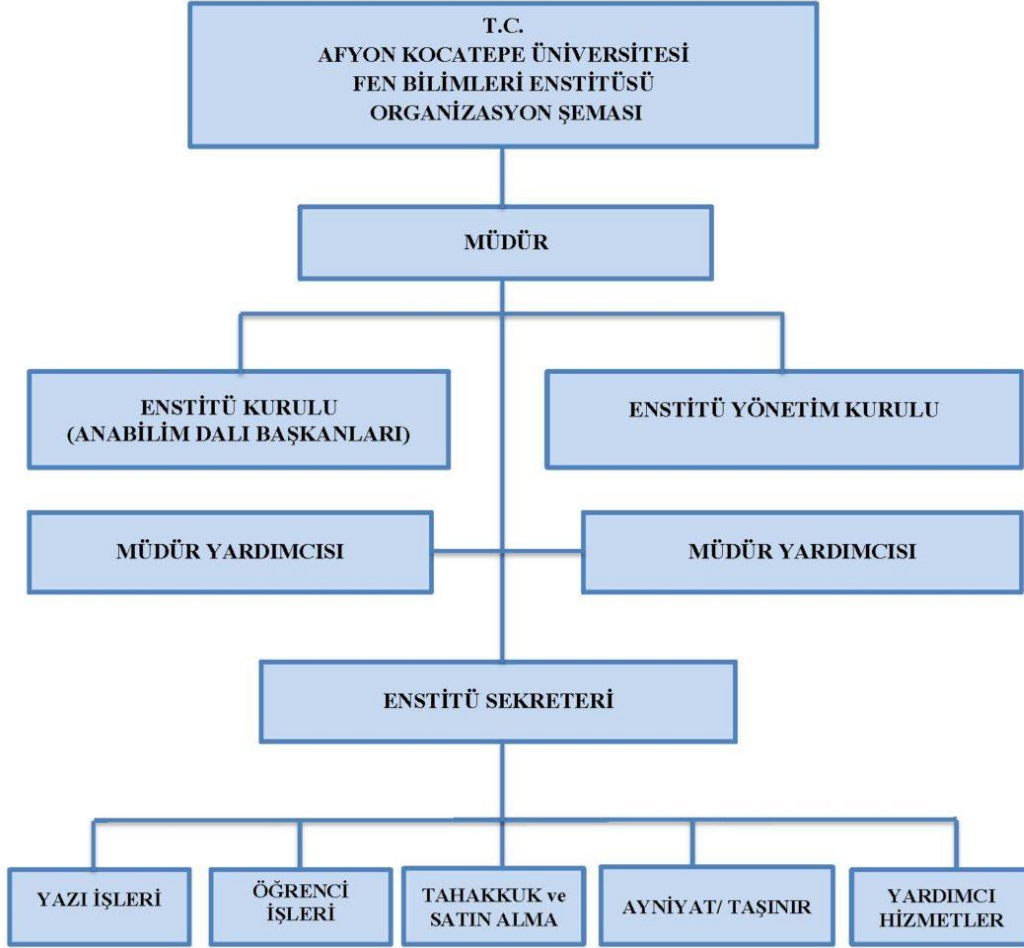 T.C.
AFYON KOCATEPE ÜNİVERSİTESİ
FEN BİLİMLERİ ENSTİTÜSÜ
ORGANİZASYON ŞEMASI
MÜDÜR
ENSTİTÜ KURULU
(ANABİLİM DALI BAŞKANLARI)
ENSTİTÜ YÖNETİM KURULU
MÜDÜR YARDIMCISI
MÜDÜR YARDIMCISI
ENSTİTÜ SEKRETERİ
YAZI İŞLERİ
ÖĞRENCİ
İŞLERİ
TAHAKKUK ve
SATIN ALMA
AYNİYAT/ TAŞINIR
YARDIMCI
HİZMETLER